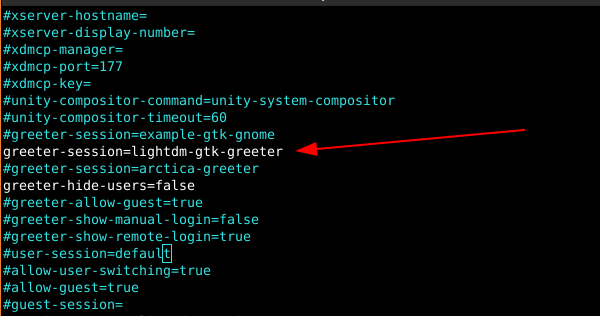 #xserver-hostname=
#xserver-display-number=
#xdmcp-manager=
#xdmcp-port=177
#xdmcp-key=
#unity-compositor-command=unity-system-compositor
#unity-compositor-timeout=60
#greeter-session=example-gtk-gnome
greeter-session=lightdm-gtk-greeter
#greeter-session=arctica-greeter
greeter-hide-users=false
#greeter-allow-guest=true
#greeter-show-manual-login=false
#greeter-show-remote-login=true
#user-session=default
#allow-user-switching=true
#allow-guest=true
#guest-session=